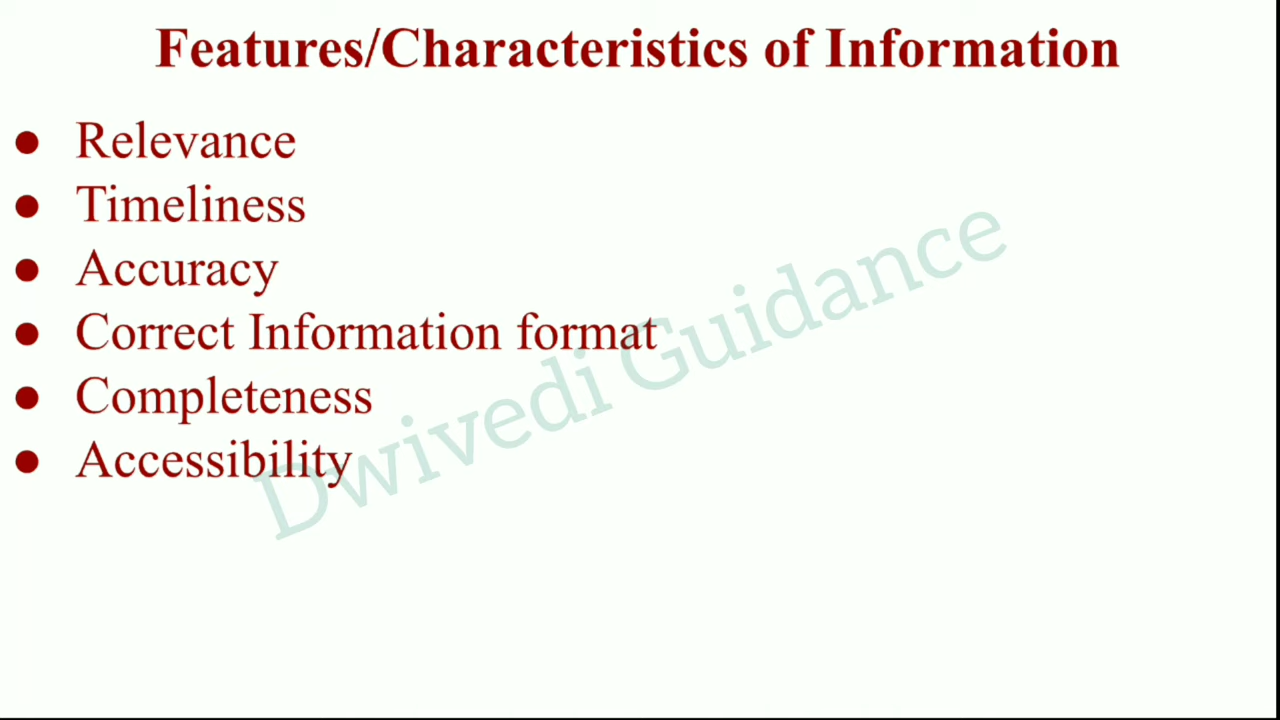 Features/Characteristics of Information
● Relevance
● Timeliness
● Accuracy
● Correct Information format
● Completeness
● Accessibility
Dwivedi Guidance